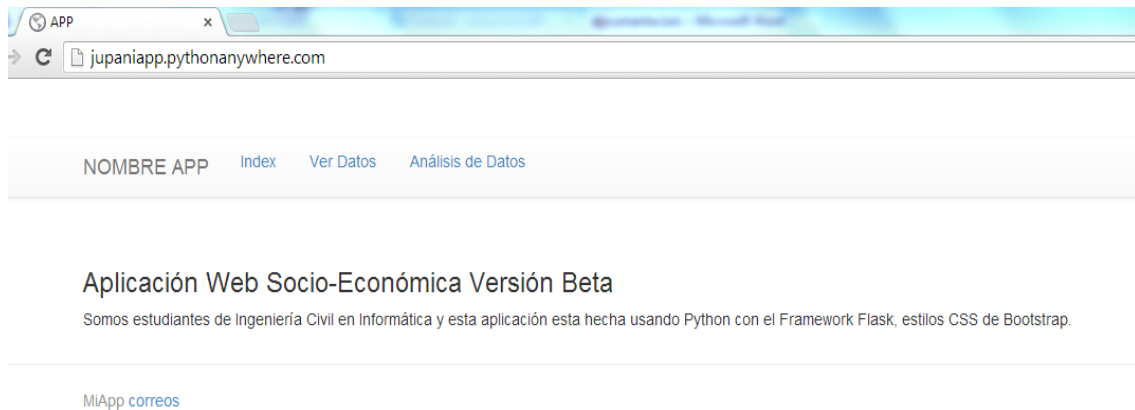 APP
jupaniapp.pythonanywhere.com
NOMBRE APP Index Ver Datos Análisis de Datos
Aplicación Web Socio-Económica Versión Beta
Somos estudiantes de Ingeniería Civil en Informática y esta aplicación esta hecha usando Python con el Framework Flask, estilos CSS de Bootstrap.
MiApp correos